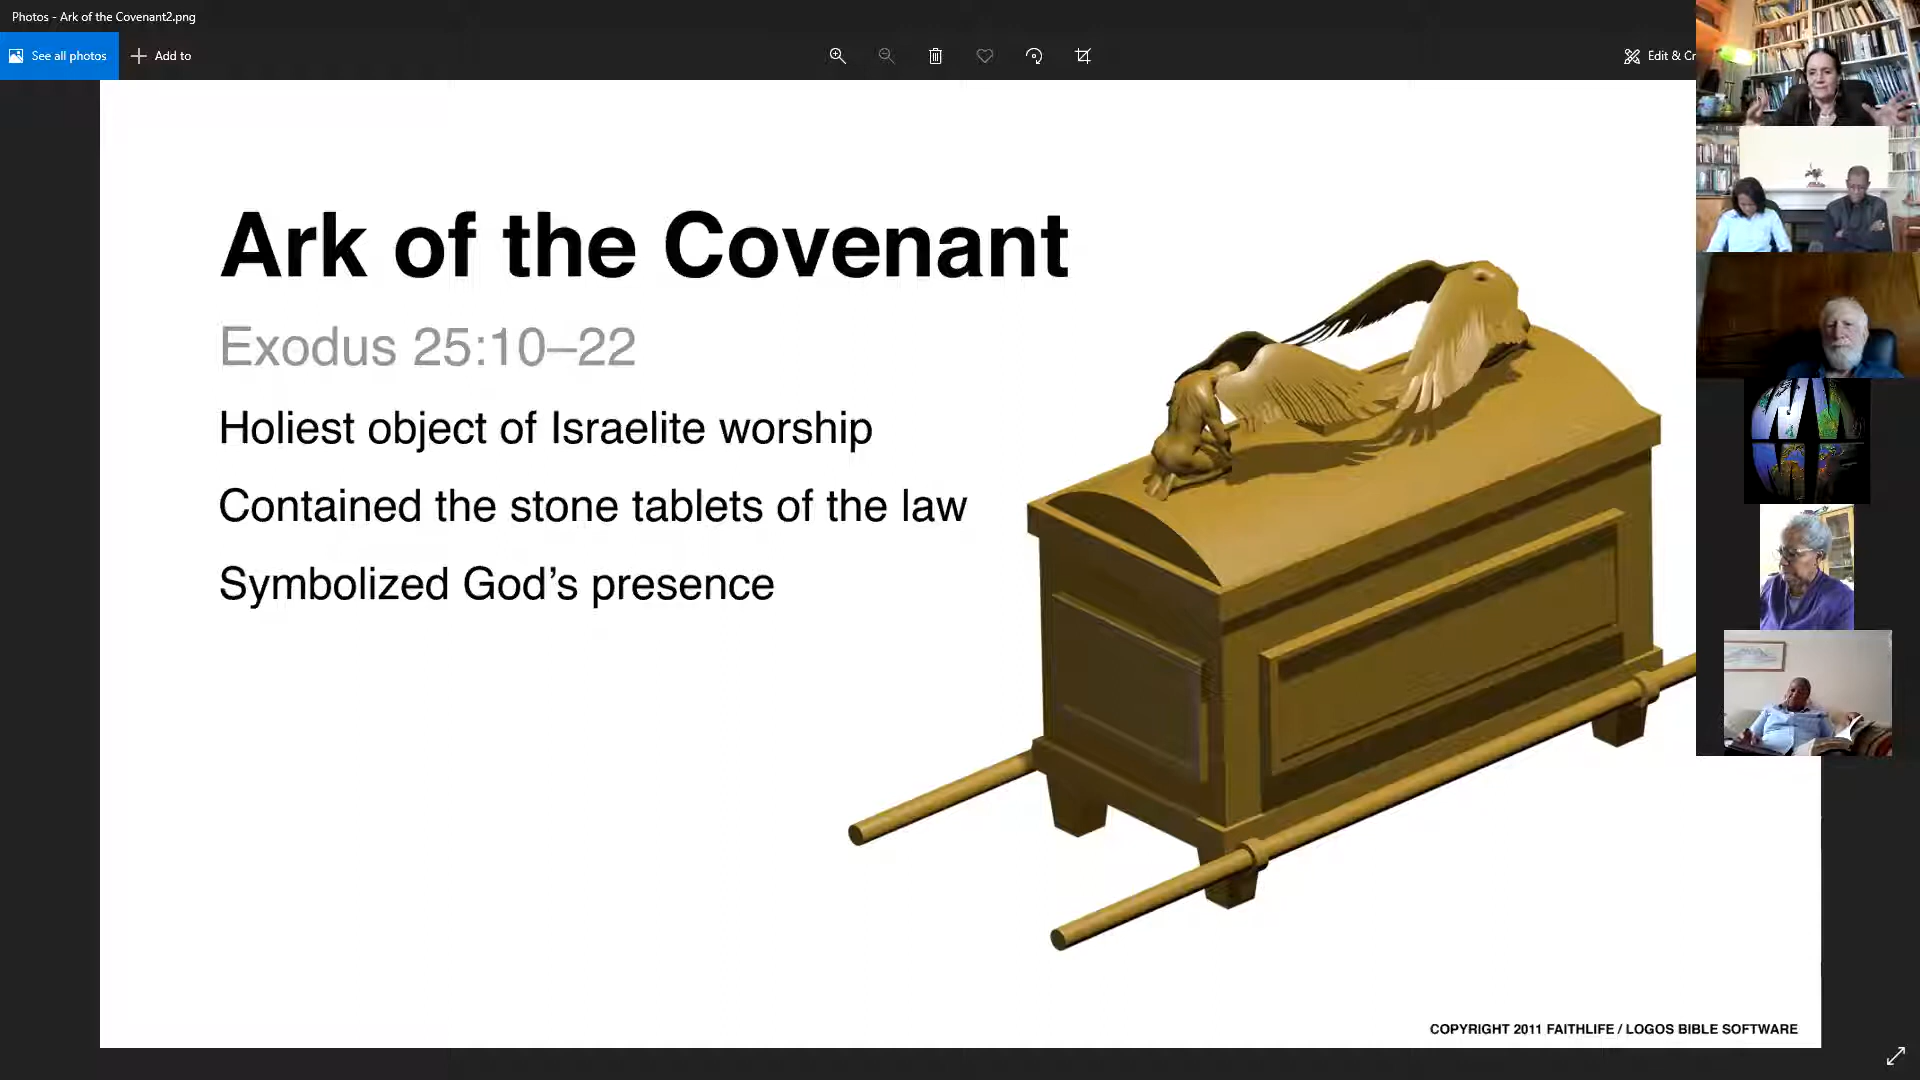 Photos - Ark of the Covenant2.png
See all photos
Add to
Edit & Cr
Ark of the Covenant
Exodus 25:10–22
Holiest object of Israelite worship
Contained the stone tablets of the law
Symbolized God’s presence
COPYRIGHT 2011 FAITHLIFE / LOGOS BIBLE SOFTWARE